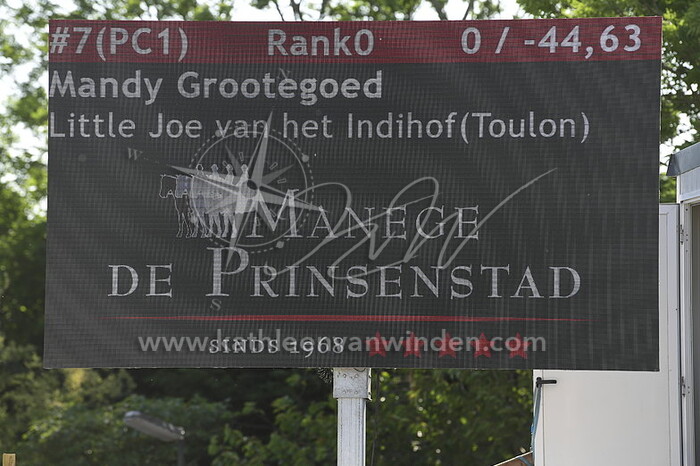 #7(PC1) Rank0 0 / -44,63
Mandy Grootegoed
Little Joe van het Indihof(Toulon)
MANEGE
DE PRINSENSTAD
SINDS 1968